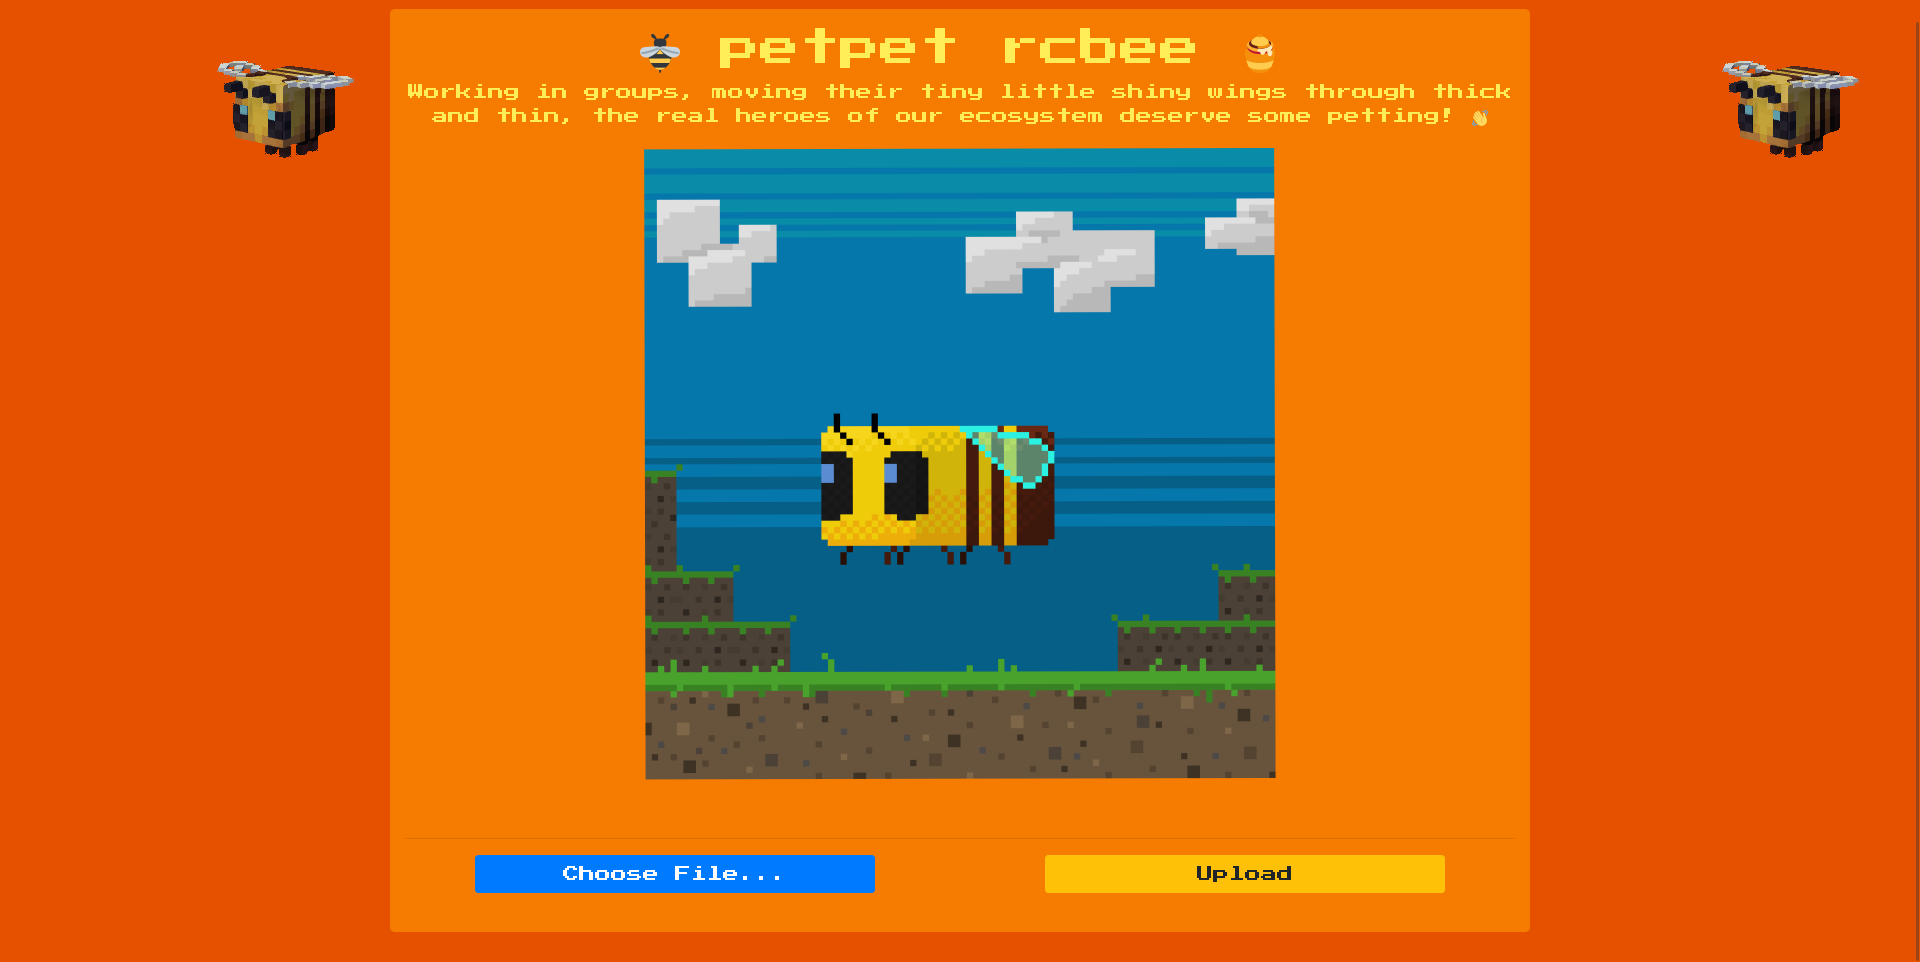 petpet rcbee
Working in groups, moving their tiny little shiny wings through thick
and thin, the real heroes of our ecosystem deserve some petting! 👋
Choose File...
Upload